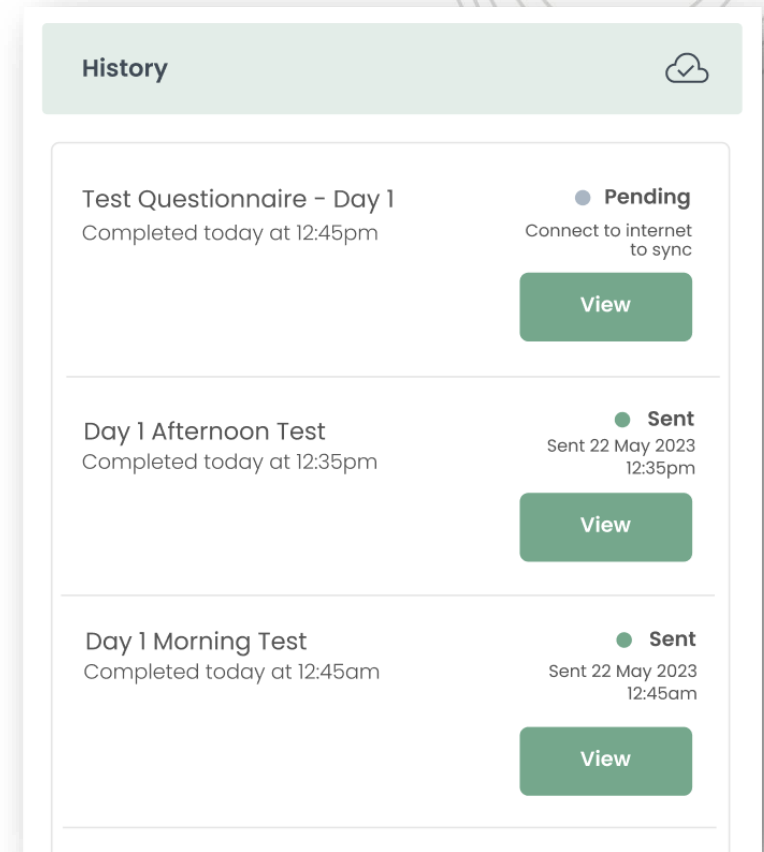 History
Test Questionnaire - Day 1
Completed today at 12:45pm
Pending
Connect to internet
to sync
View
Day 1 Afternoon Test
Completed today at 12:35pm
Sent
Sent 22 May 2023
12:35pm
View
Day 1 Morning Test
Completed today at 12:45am
Sent
Sent 22 May 2023
12:45am
View